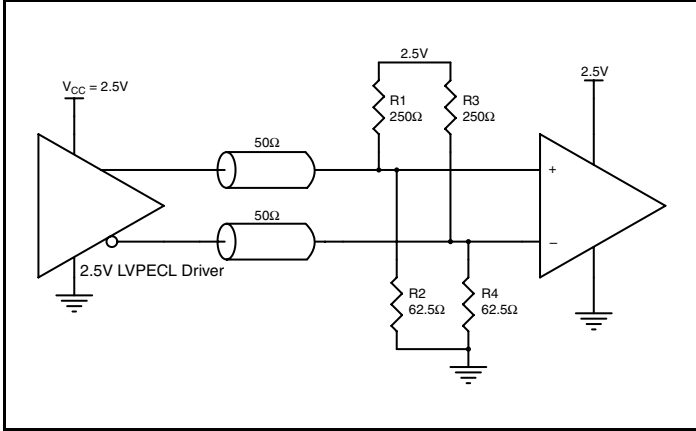 2.5V
V_CC = 2.5V
2.5V
R1
250Ω
R3
250Ω
50Ω
+
50Ω
–
2.5V LVPECL Driver
R2
62.5Ω
R4
62.5Ω